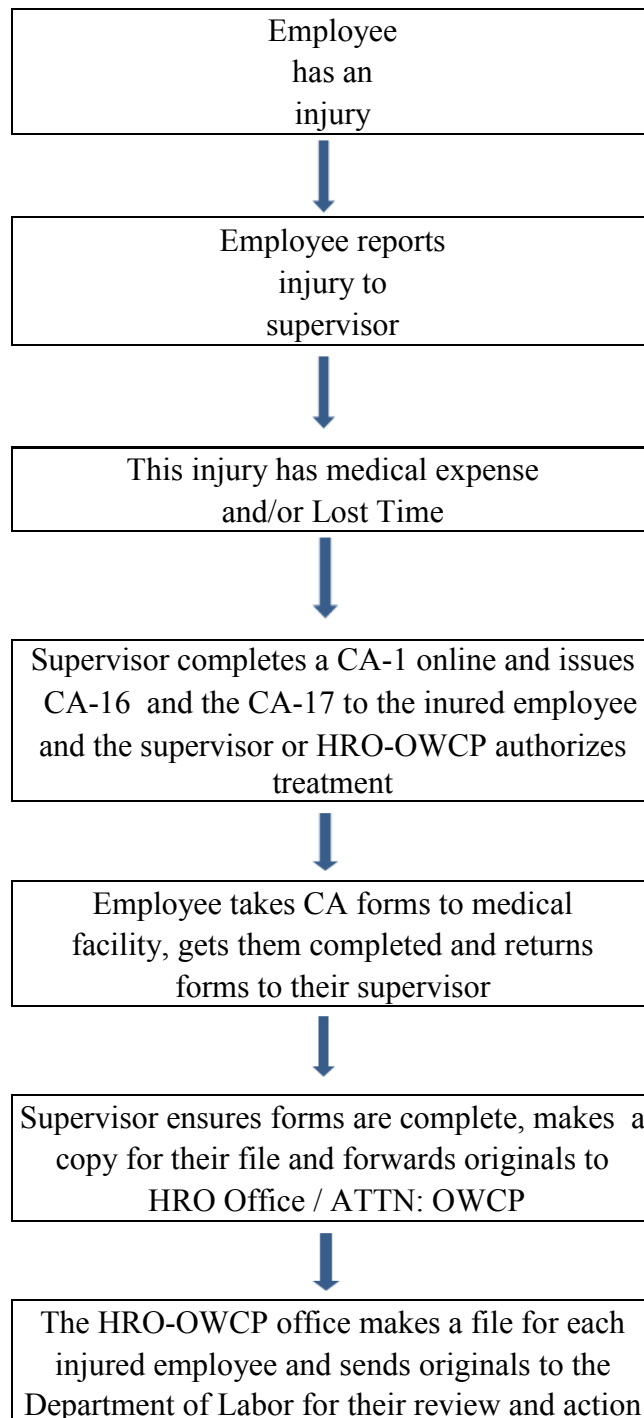 Employee
has an
injury
Employee reports
injury to
supervisor
This injury has medical expense
and/or Lost Time
Supervisor completes a CA-1 online and issues
CA-16 and the CA-17 to the inured employee
and the supervisor or HRO-OWCP authorizes
treatment
Employee takes CA forms to medical
facility, gets them completed and returns
forms to their supervisor
Supervisor ensures forms are complete, makes a
copy for their file and forwards originals to
HRO Office / ATTN: OWCP
The HRO-OWCP office makes a file for each
injured employee and sends originals to the
Department of Labor for their review and action